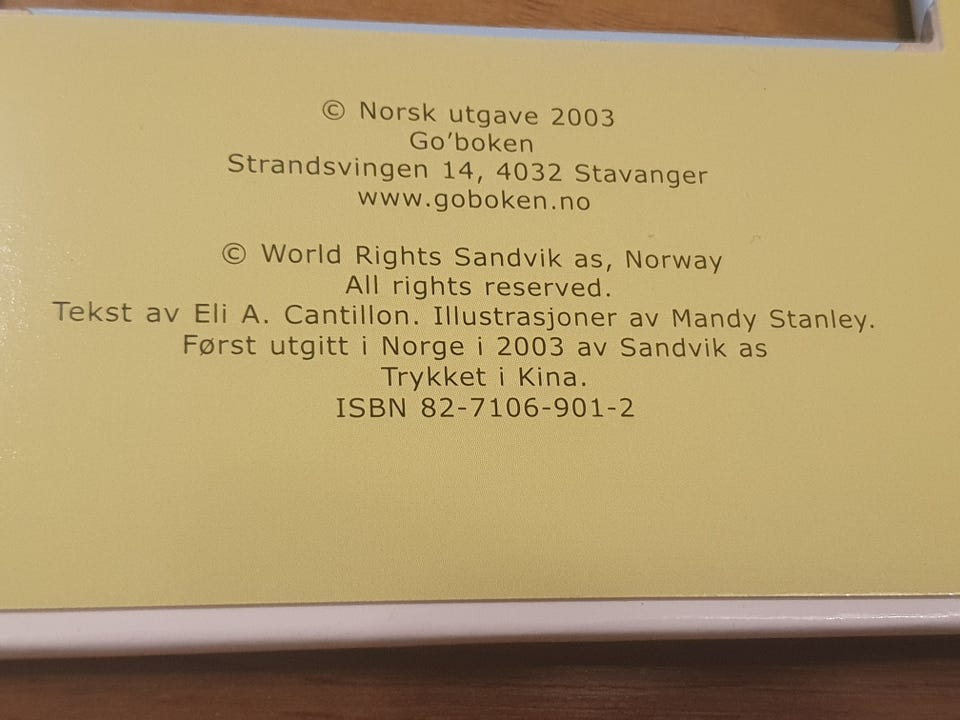 © Norsk utgave 2003
Go'boken
Strandsvingen 14, 4032 Stavanger
www.goboken.no
© World Rights Sandvik as, Norway
All rights reserved.
Tekst av Eli A. Cantillon. Illustrasjoner av Mandy Stanley.
Først utgitt i Norge i 2003 av Sandvik as
Trykket i Kina.
ISBN 82-7106-901-2